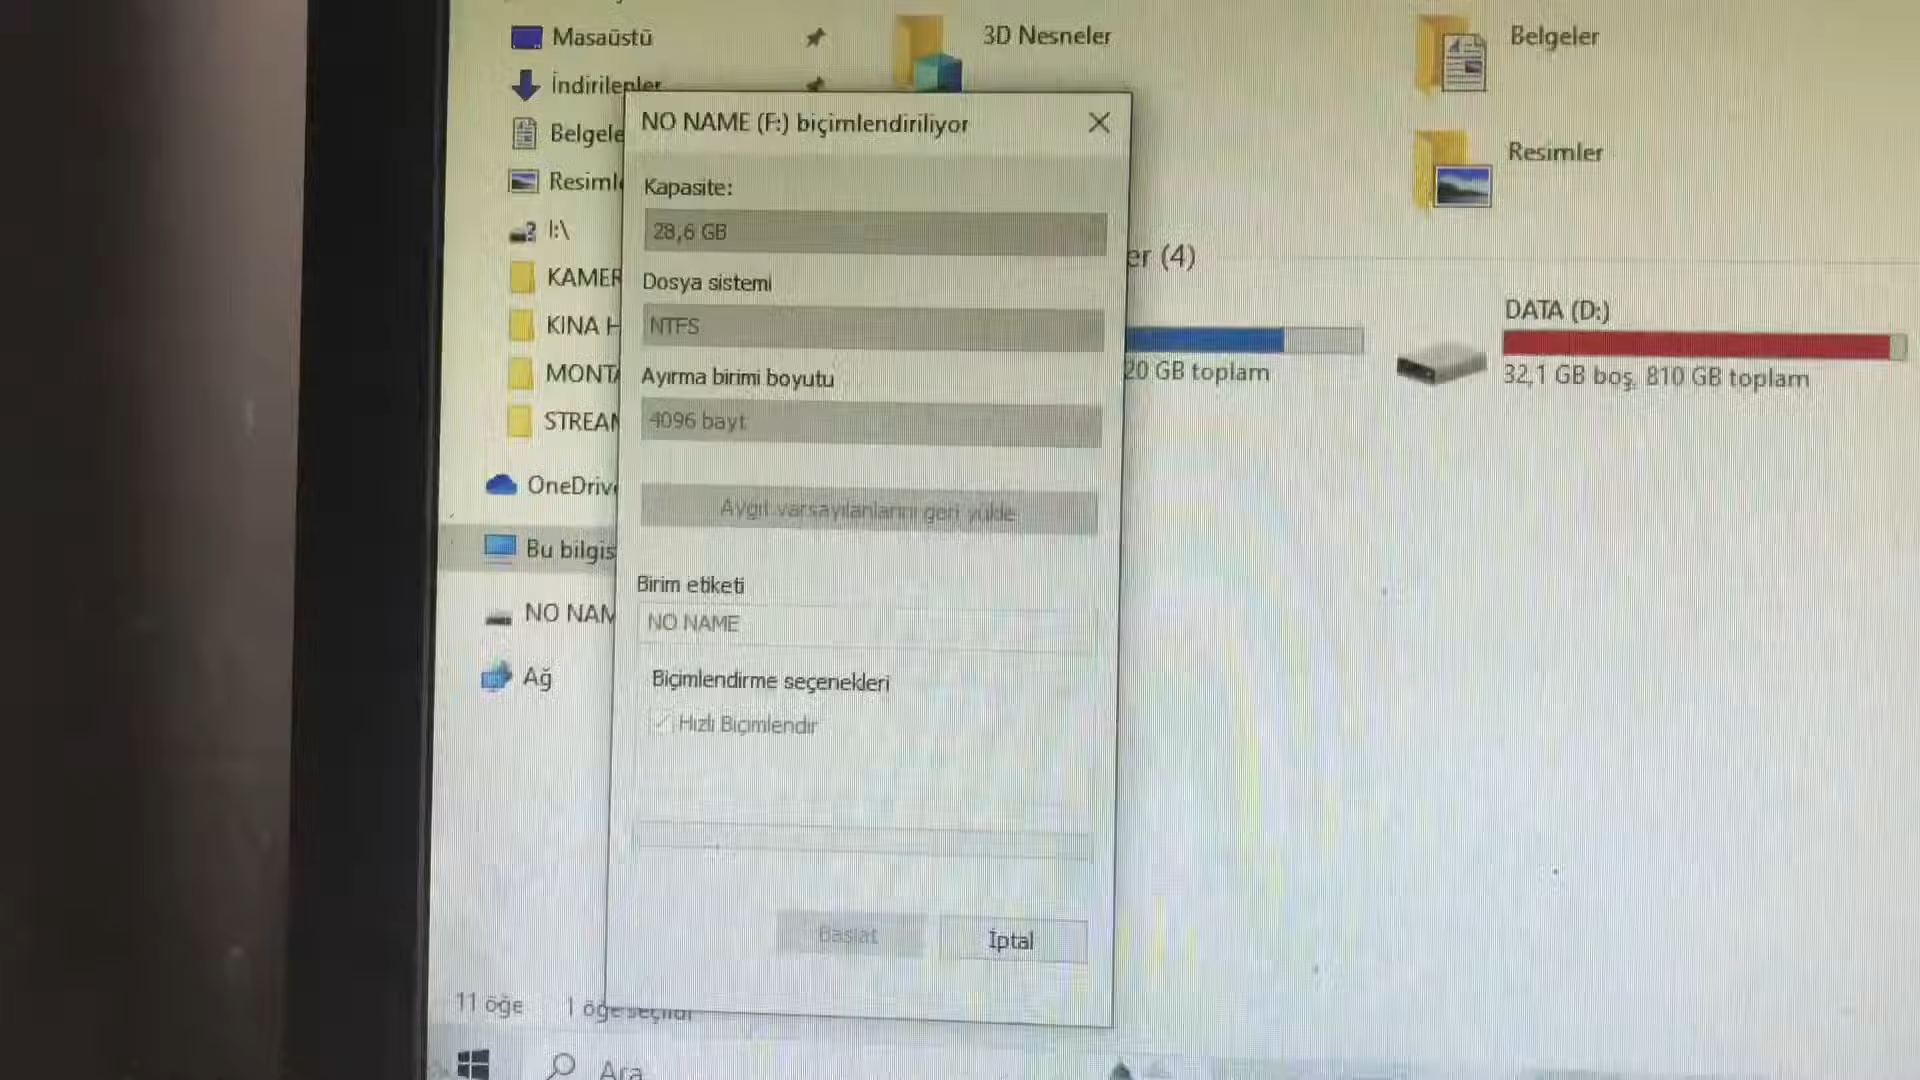 Masaüstü
İndirilenler
Belgele
Resiml
I:\
KAMER
KINA H
MONTA
STREAM
OneDrive
Bu bilgis
NO NAM
Ağ
3D Nesneler
Belgeler
Resimler
er (4)
20 GB toplam
DATA (D:)
32,1 GB boş, 810 GB toplam
NO NAME (F:) biçimlendiriliyor
Kapasite:
28,6 GB
Dosya sistemi
NTFS
Ayırma birimi boyutu
4096 bayt
Aygıt varsayılanlarını geri yükle
Birim etiketi
NO NAME
Biçimlendirme seçenekleri
Hızlı Biçimlendir
Başlat
İptal
11 öğe
1 öğe seçildi
Ara